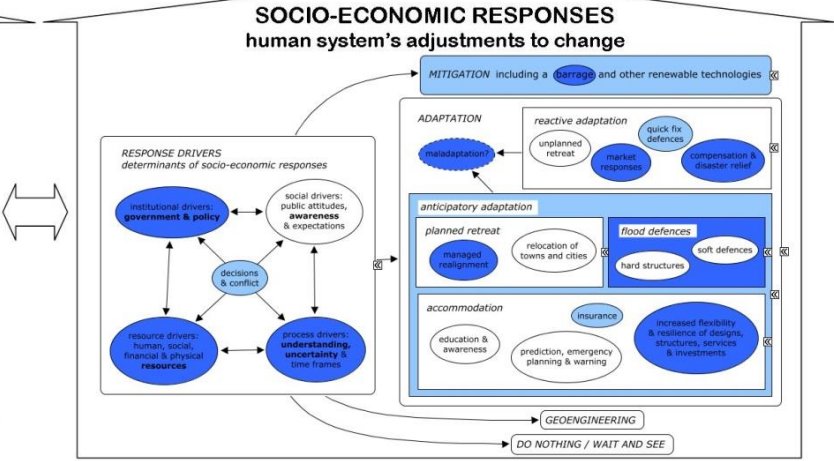 SOCIO-ECONOMIC RESPONSES
human system's adjustments to change
MITIGATION including a barrage and other renewable technologies
RESPONSE DRIVERS
determinants of socio-economic responses
institutional drivers:
government & policy
social drivers:
public attitudes,
awareness
& expectations
decisions
& conflict
resource drivers:
human, social,
financial & physical
resources
process drivers:
understanding,
uncertainty &
time frames
ADAPTATION
maladaptation?
reactive adaptation
unplanned
retreat
market
responses
quick fix
defences
compensation &
disaster relief
anticipatory adaptation
planned retreat
managed
realignment
relocation of
towns and cities
flood defences
hard structures
soft defences
accommodation
education &
awareness
insurance
prediction, emergency
planning & warning
increased flexibility
& resilience of designs,
structures, services
& investments
GEOENGINEERING
DO NOTHING / WAIT AND SEE